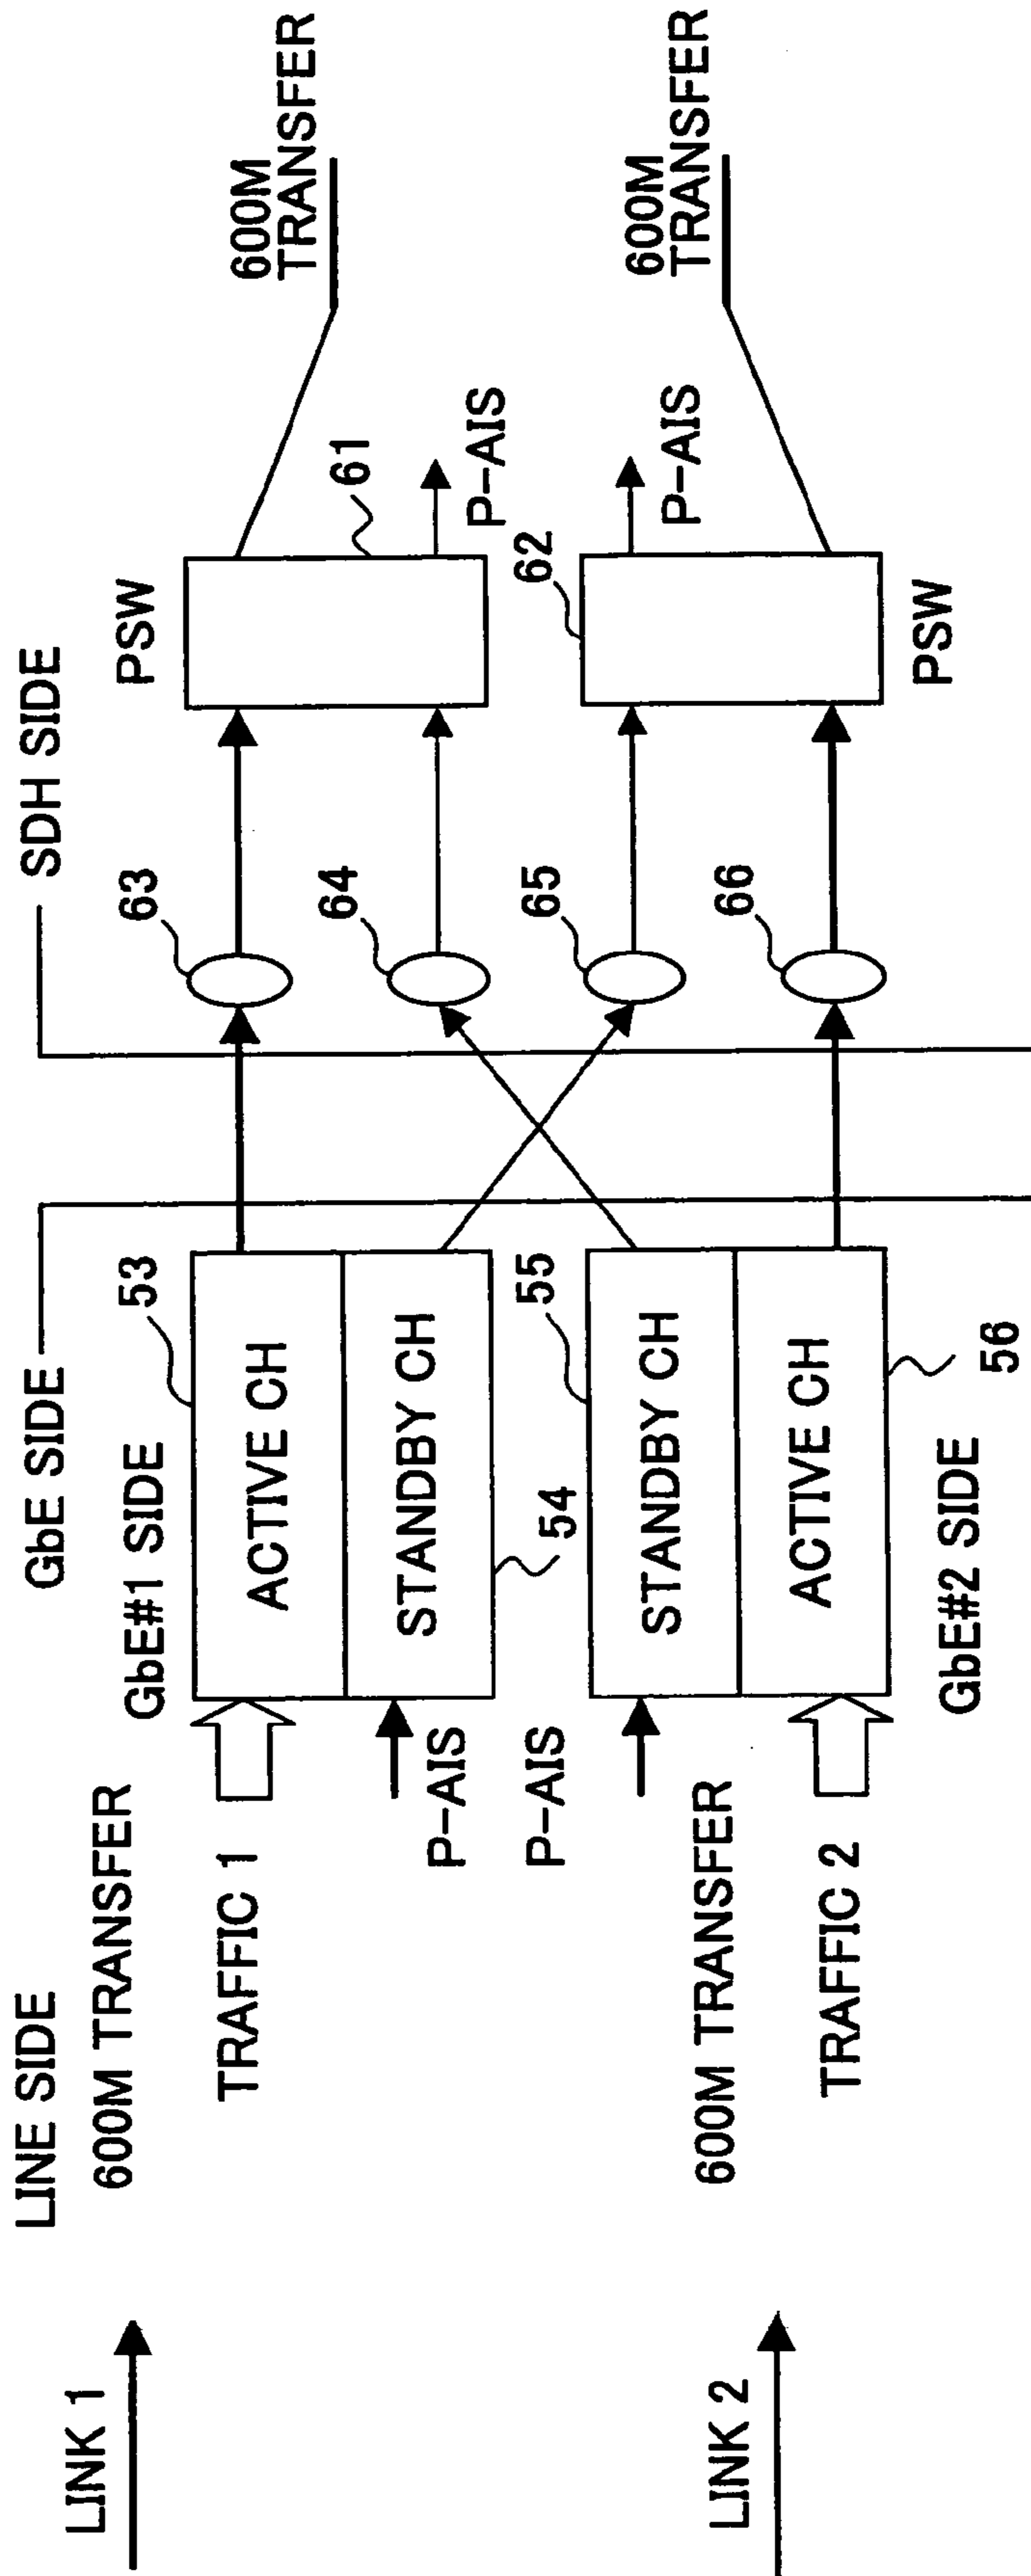 LINE SIDE
GbE SIDE
SDH SIDE
LINK 1
600M TRANSFER
GbE#1 SIDE
53
63
PSW
600M
TRANSFER
TRAFFIC 1
ACTIVE CH
61
STANDBY CH
64
P-AIS
P-AIS
54
P-AIS
55
65
62
STANDBY CH
P-AIS
600M
TRANSFER
LINK 2
600M TRANSFER
66
TRAFFIC 2
ACTIVE CH
GbE#2 SIDE
56
PSW